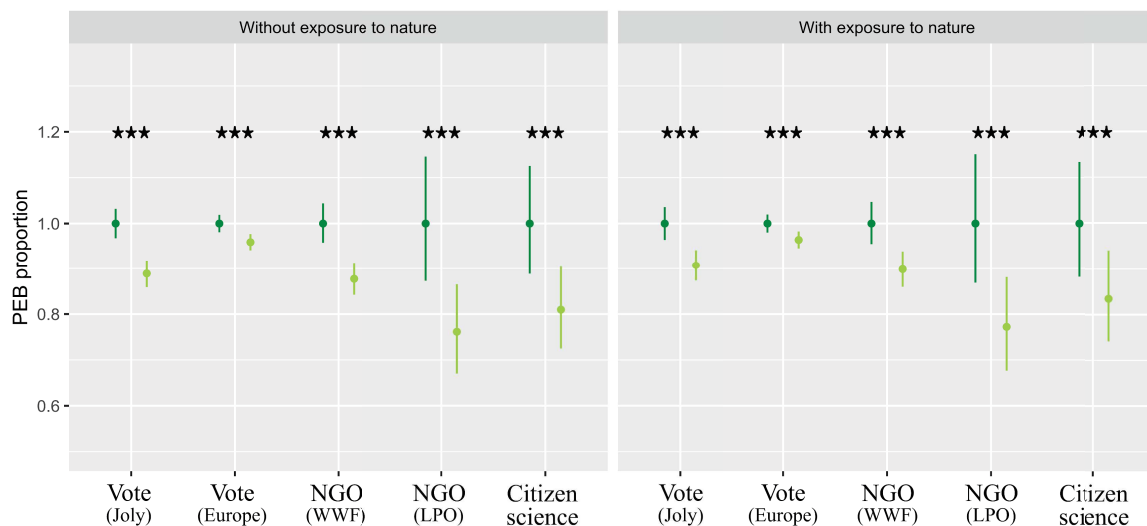 Without exposure to nature
With exposure to nature
★★★ ★★★ ★★★ ★★★ ★★★
★★★ ★★★ ★★★ ★★★ ★★★
PEB proportion
1.2
1.0
0.8
0.6
Vote
(Joly)
Vote
(Europe)
NGO
(WWF)
NGO
(LPO)
Citizen
science
Vote
(Joly)
Vote
(Europe)
NGO
(WWF)
NGO
(LPO)
Citizen
science